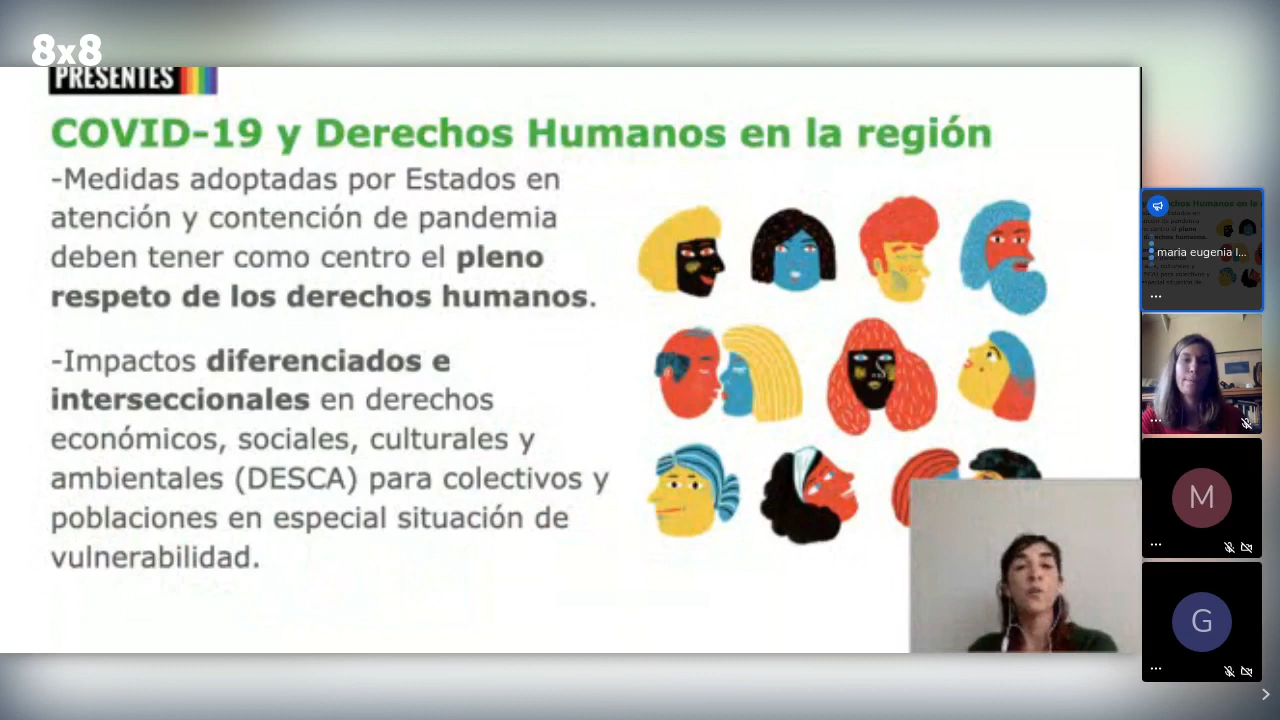 8x8
PRESENTES
COVID-19 y Derechos Humanos en la región
-Medidas adoptadas por Estados en
atención y contención de pandemia
deben tener como centro el pleno
respeto de los derechos humanos.
-Impactos diferenciados e
interseccionales en derechos
económicos, sociales, culturales y
ambientales (DESCA) para colectivos y
poblaciones en especial situación de
vulnerabilidad.
maria eugenia l...
M
G